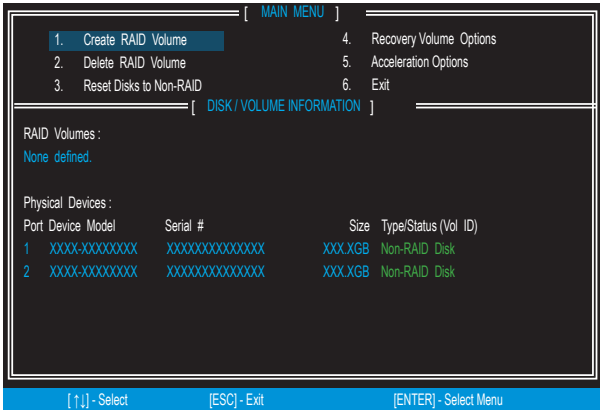 [ MAIN MENU ]
1. Create RAID Volume 4. Recovery Volume Options
2. Delete RAID Volume 5. Acceleration Options
3. Reset Disks to Non-RAID 6. Exit
[ DISK / VOLUME INFORMATION ]
RAID Volumes :
None defined.
Physical Devices :
Port Device Model Serial # Size Type/Status (Vol ID)
1 XXXX-XXXXXXXX XXXXXXXXXXXXXX XXX.XGB Non-RAID Disk
2 XXXX-XXXXXXXX XXXXXXXXXXXXXX XXX.XGB Non-RAID Disk
[ ↑↓] - Select [ESC] - Exit [ENTER] - Select Menu